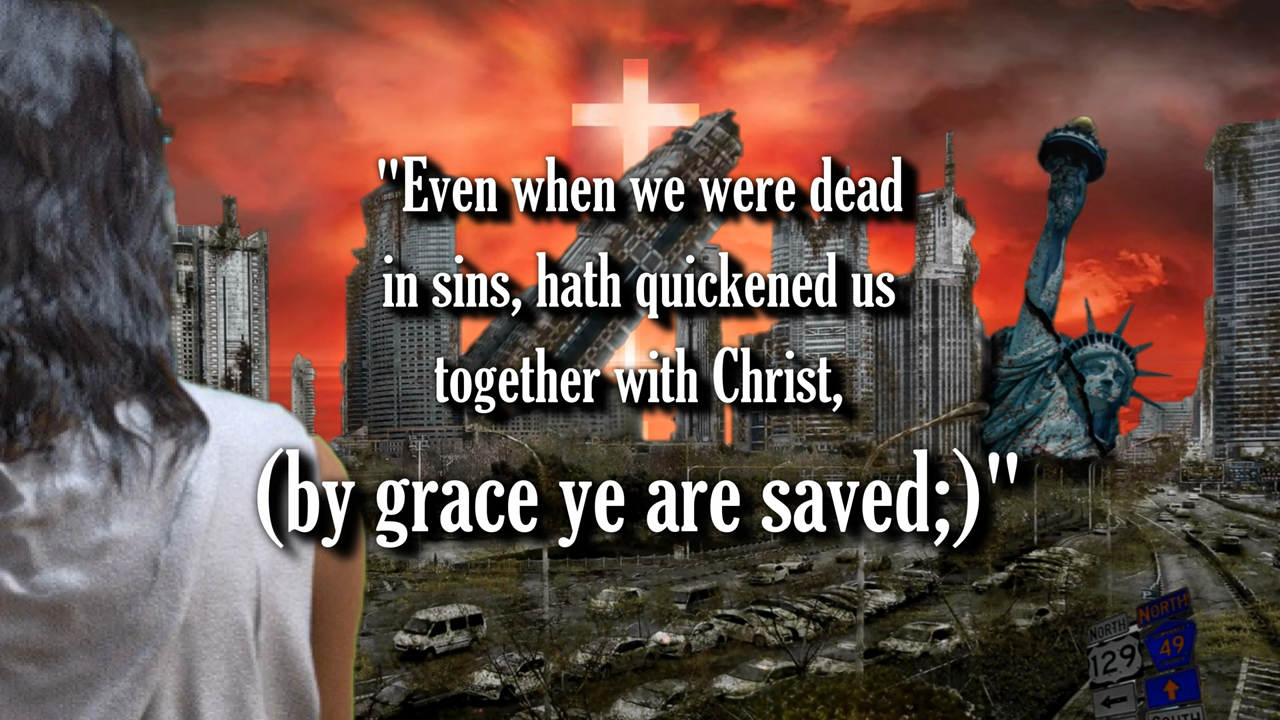 "Even when we were dead
in sins, hath quickened us
together with Christ,
(by grace ye are saved;)"
NORTH
NORTH
129
49